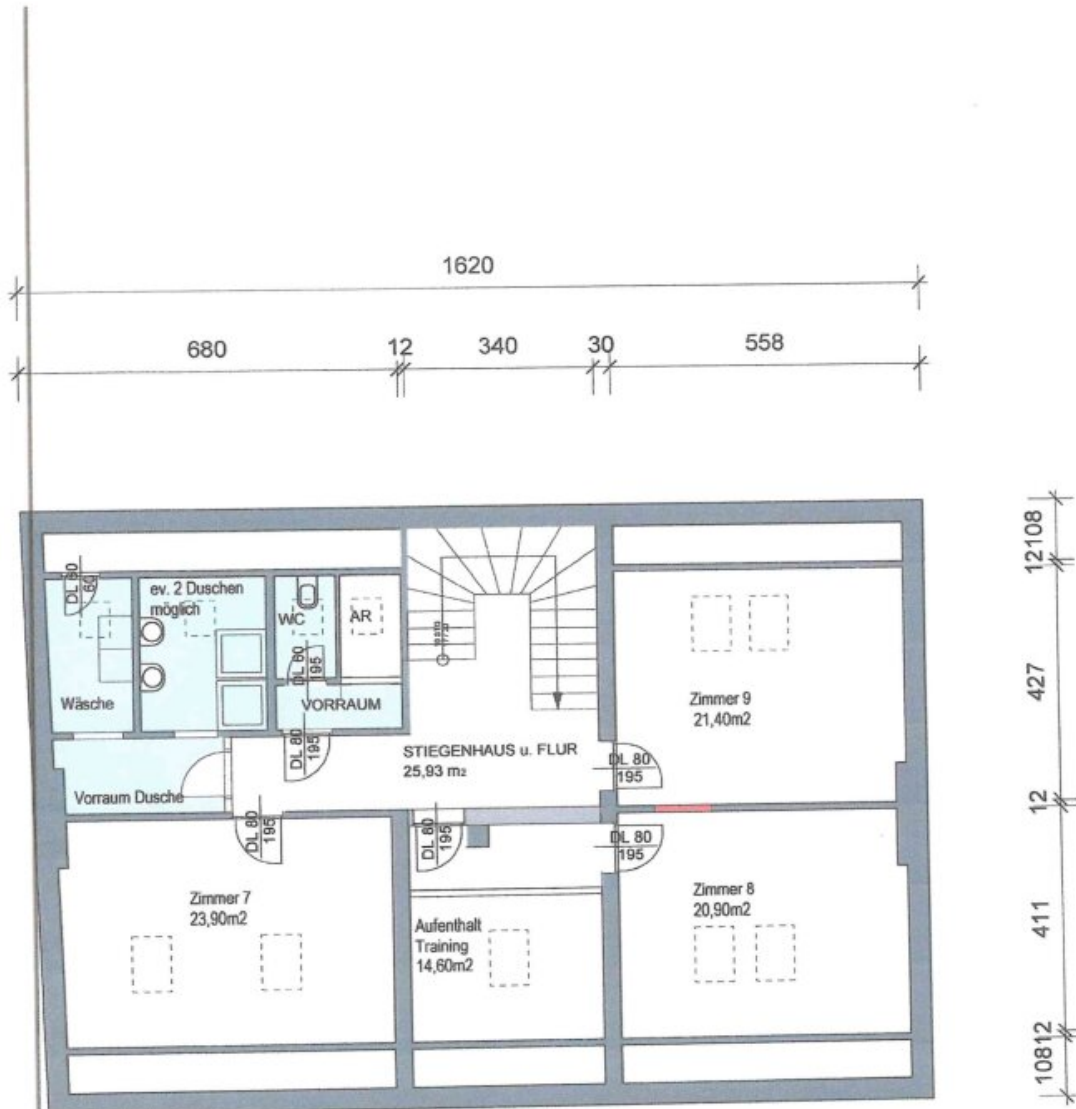 1620
680
12
340
30
558
12108
427
12
411
10812
DL 60
60
ev. 2 Duschen
möglich
WC
AR
DL 60
195
Wäsche
VORRAUM
Zimmer 9
21,40m2
DL 80
195
STIEGENHAUS u. FLUR
25,93 m2
DL 80
195
Vorraum Dusche
DL 80
195
DL 80
195
DL 80
195
Zimmer 7
23,90m2
Zimmer 8
20,90m2
Aufenthalt
Training
14,60m2